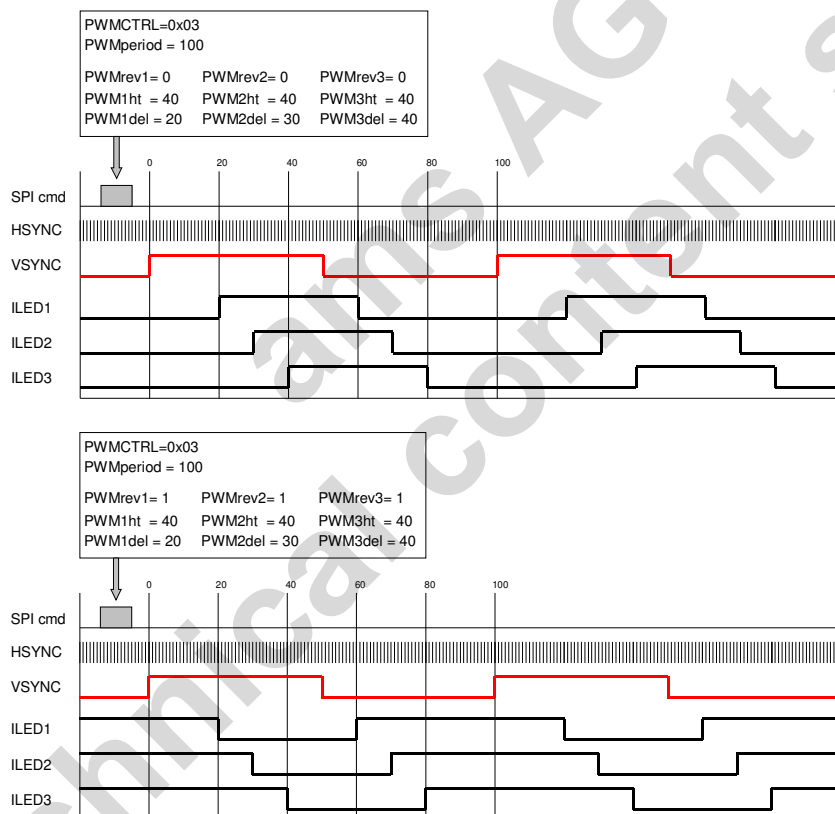 PWMCTRL=0x03
PWMperiod = 100
PWMrev1= 0 PWMrev2= 0 PWMrev3= 0
PWM1ht = 40 PWM2ht = 40 PWM3ht = 40
PWM1del = 20 PWM2del = 30 PWM3del = 40
0 20 40 60 80 100
SPI cmd
HSYNC
VSYNC
ILED1
ILED2
ILED3
PWMCTRL=0x03
PWMperiod = 100
PWMrev1= 1 PWMrev2= 1 PWMrev3= 1
PWM1ht = 40 PWM2ht = 40 PWM3ht = 40
PWM1del = 20 PWM2del = 30 PWM3del = 40
0 20 40 60 80 100
SPI cmd
HSYNC
VSYNC
ILED1
ILED2
ILED3
ams AG
content s